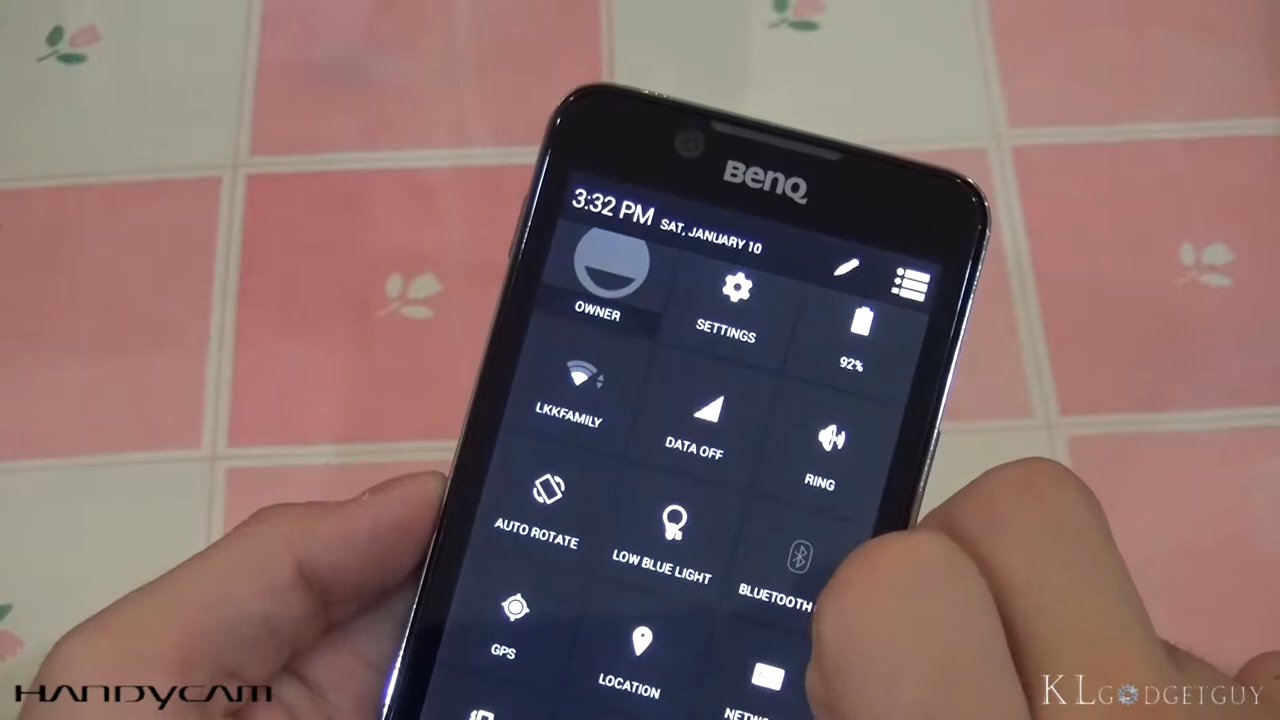 BenQ
3:32 PM SAT, JANUARY 10
OWNER
SETTINGS
92%
LKKFAMILY
DATA OFF
RING
AUTO ROTATE
LOW BLUE LIGHT
BLUETOOTH
GPS
LOCATION
HANDYCAM
KLGADGETGUY